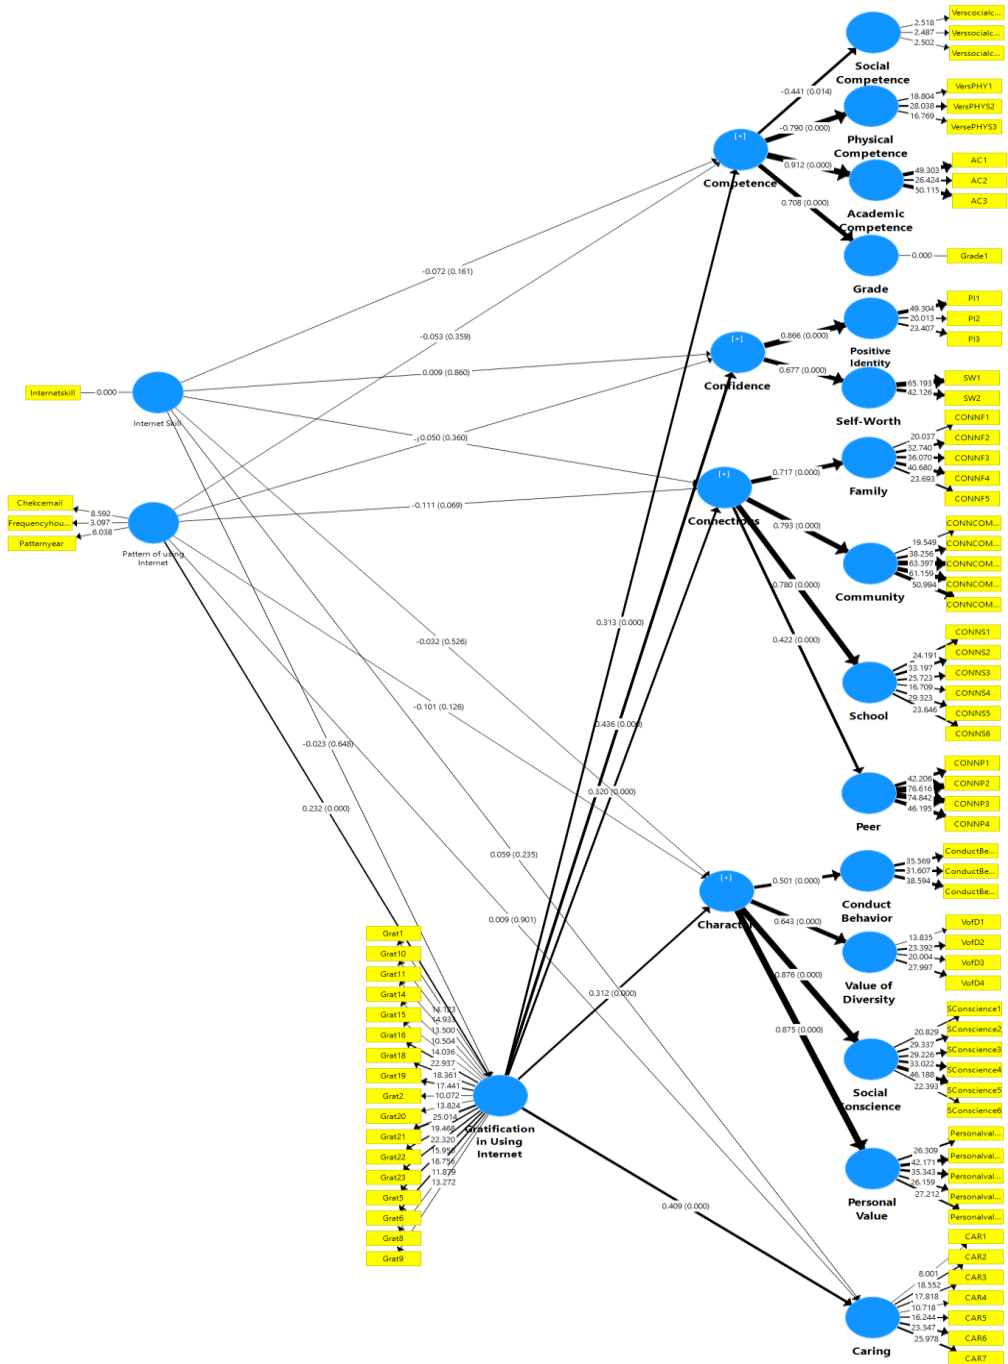 Verscocialc...
2.518
Verssocialc...
2.487
Verssocialc...
2.502
Social
Competence
-0.441 (0.014)
VersPHY1
18.804
VersPHYS2
28.038
VersePHYS3
16.769
-0.790 (0.000)
Physical
Competence
[+]
Competence
0.912 (0.000)
AC1
49.303
AC2
26.424
AC3
50.115
Academic
Competence
0.708 (0.000)
Grade1
0.000
Grade
-0.072 (0.161)
-0.053 (0.359)
PI1
49.304
PI2
20.013
PI3
23.407
0.866 (0.000)
Positive
Identity
[+]
Confidence
0.009 (0.860)
0.677 (0.000)
SW1
65.193
SW2
42.126
Self-Worth
Internetskill
0.000
Internet Skill
0.050 (0.360)
CONNF1
20.037
CONNF2
32.740
CONNF3
36.070
CONNF4
40.680
CONNF5
23.693
0.717 (0.000)
Family
[+]
Connections
-0.111 (0.069)
Chekcemail
8.592
Frequencyhou...
3.097
Patternyear
6.038
Pattern of using
Internet
0.793 (0.000)
CONNCOM...
19.549
CONNCOM...
38.256
CONNCOM...
63.397
CONNCOM...
61.159
CONNCOM...
50.994
Community
0.780 (0.000)
0.313 (0.000)
0.422 (0.000)
CONNS1
24.191
CONNS2
33.197
CONNS3
25.723
CONNS4
16.709
CONNS5
29.323
CONNS6
23.646
School
-0.032 (0.526)
-0.101 (0.126)
0.436 (0.000)
-0.023 (0.648)
0.320 (0.000)
0.232 (0.000)
CONNP1
42.206
CONNP2
76.616
CONNP3
74.842
CONNP4
46.195
Peer
0.059 (0.235)
0.009 (0.901)
[+]
0.501 (0.000)
ConductBe...
35.569
ConductBe...
31.607
ConductBe...
38.594
Conduct
Behavior
0.643 (0.000)
VofD1
13.835
VofD2
23.392
VofD3
20.004
VofD4
27.997
Value of
Diversity
0.876 (0.000)
0.312 (0.000)
0.875 (0.000)
SConscience1
20.829
SConscience2
29.337
SConscience3
29.226
SConscience4
33.022
SConscience5
46.188
SConscience6
22.393
Social
Personalval...
26.309
Personalval...
42.171
Personalval...
35.343
Personalval...
26.159
Personalval...
27.212
Personal
Value
Grat1
Grat10
Grat11
Grat14
Grat15
Grat16
Grat18
Grat19
Grat2
Grat20
Grat21
Grat22
Grat23
Grat5
Grat6
Grat8
Grat9
14.933
13.500
10.504
14.036
22.937
18.361
17.441
10.072
13.824
25.014
19.468
22.320
18.756
11.879
13.272
Gratification
in Using
Internet
0.409 (0.000)
CAR1
8.001
CAR2
18.552
CAR3
17.818
CAR4
10.718
CAR5
16.244
CAR6
23.347
CAR7
25.978
Caring